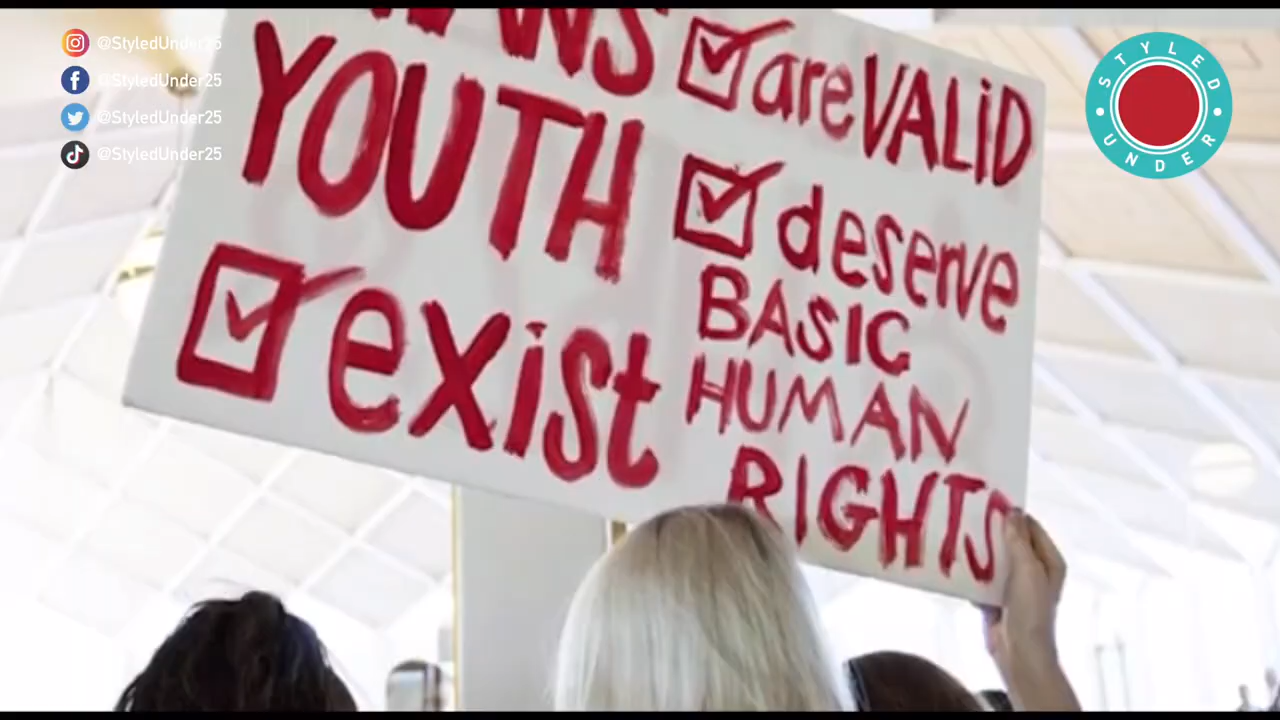 @StyledUnder25
@StyledUnder25
@StyledUnder25
@StyledUnder25
STYLED
UNDER
YOUTH
exist
are VALiD
deserve
BASIC
HUMAN
RIGHTS